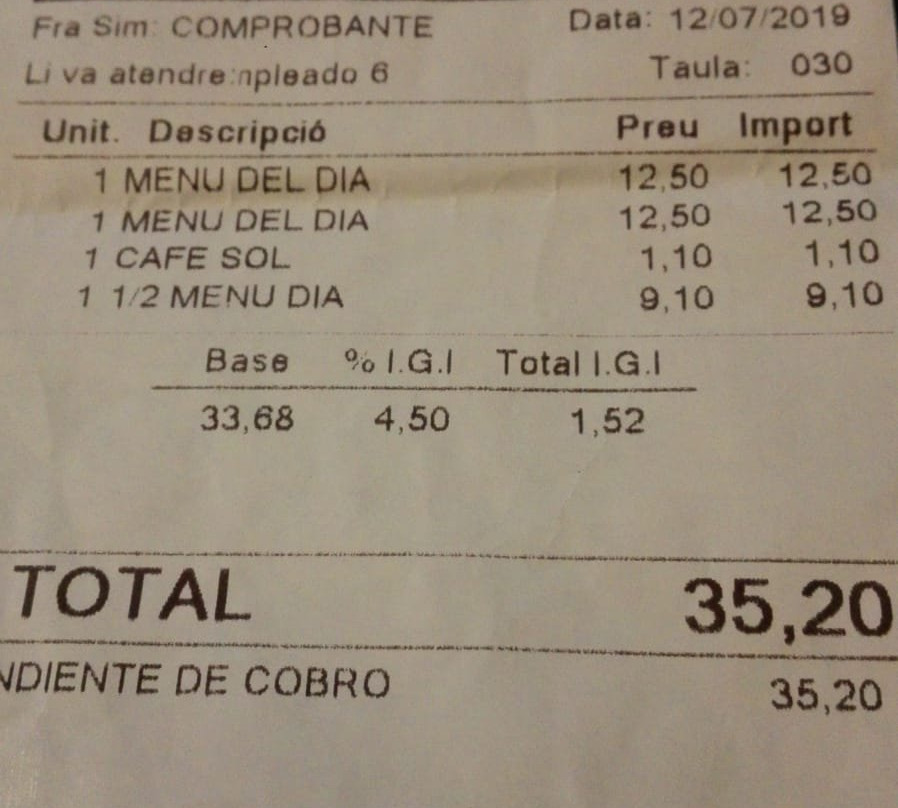 Fra Sim: COMPROBANTE Data: 12/07/2019
Li va atendre:npleado 6 Taula: 030
Unit. Descripció Preu Import
1 MENU DEL DIA 12,50 12,50
1 MENU DEL DIA 12,50 12,50
1 CAFE SOL 1,10 1,10
1 1/2 MENU DIA 9,10 9,10
Base % I.G.I Total I.G.I
33,68 4,50 1,52
TOTAL 35,20
NDIENTE DE COBRO 35,20